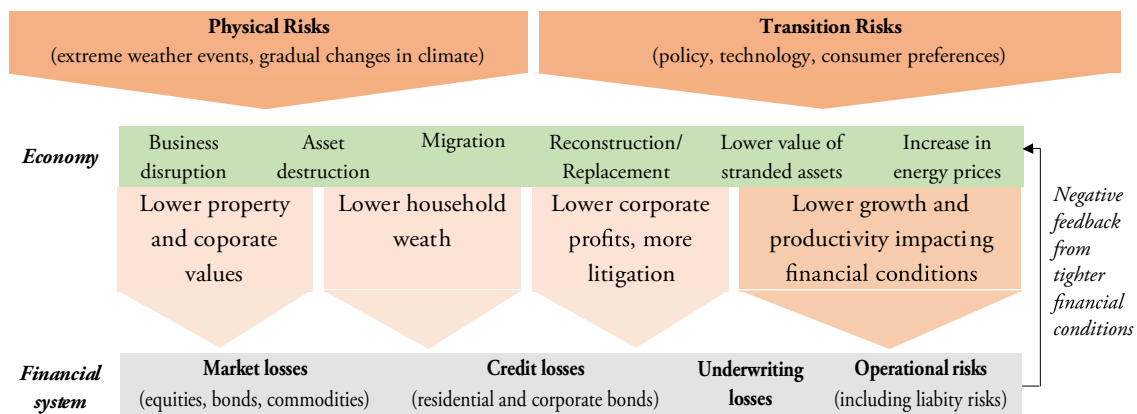 Physical Risks
(extreme weather events, gradual changes in climate)
Transition Risks
(policy, technology, consumer preferences)
Economy
Business
disruption
Asset
destruction
Migration
Reconstruction/
Replacement
Lower value of
stranded assets
Increase in
energy prices
Lower property
and coporate
values
Lower household
weath
Lower corporate
profits, more
litigation
Lower growth and
productivity impacting
financial conditions
Negative
feedback
from
tighter
financial
conditions
Financial
system
Market losses
(equities, bonds, commodities)
Credit losses
(residential and corporate bonds)
Underwriting
losses
Operational risks
(including liabity risks)